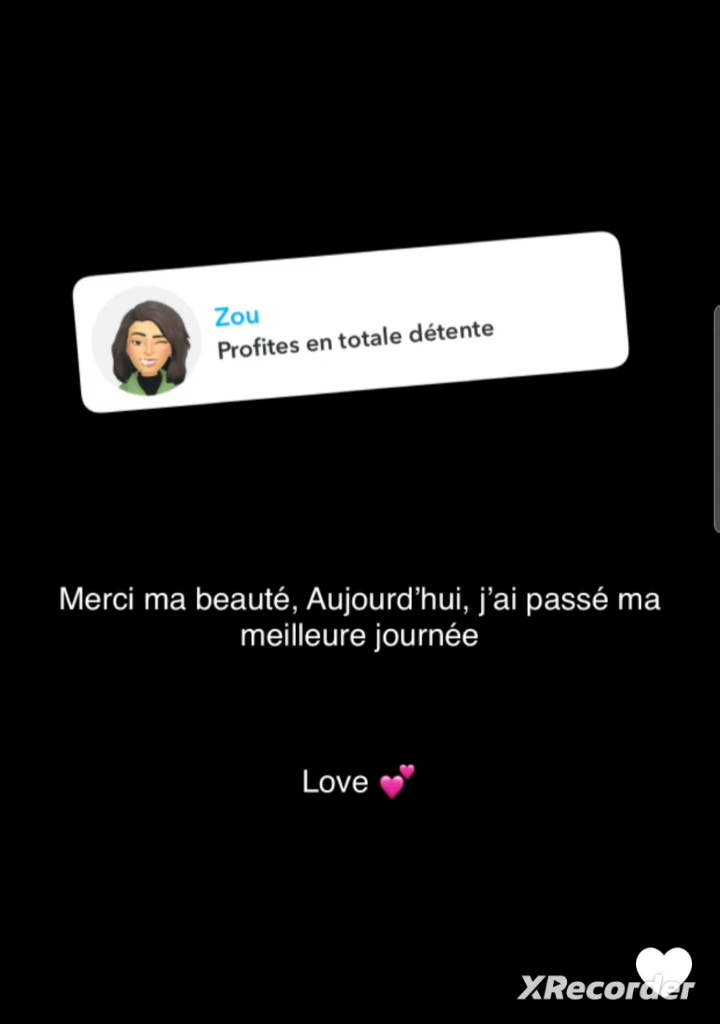 Zou
Profites en totale détente
Merci ma beauté, Aujourd’hui, j’ai passé ma
meilleure journée
Love 💕
XRecorder